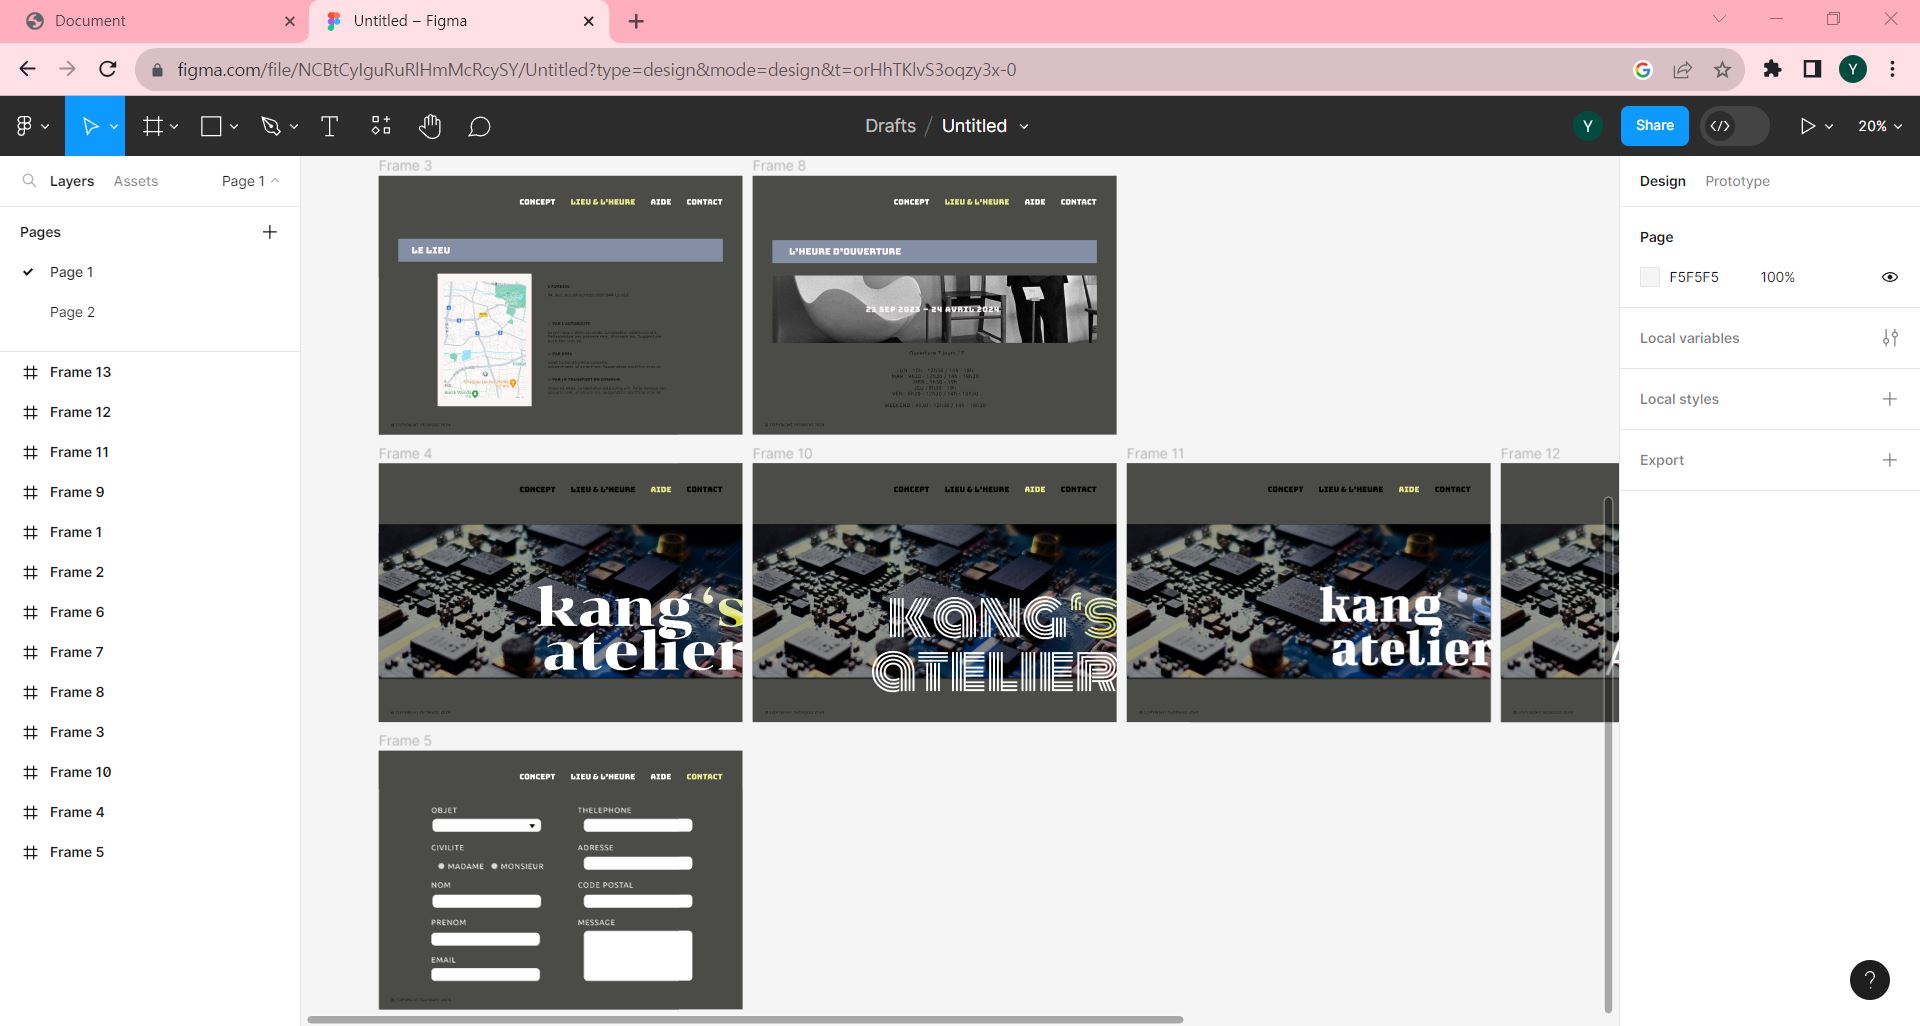 Document
Untitled – Figma
figma.com/file/NCBtCyIguRuRlHmMcRcySY/Untitled?type=design&mode=design&t=orHhTKlvS3oqzy3x-0
Y
Drafts / Untitled
Y
Share
20%
Layers Assets Page 1
Pages
Page 1
Page 2
Frame 13
Frame 12
Frame 11
Frame 9
Frame 1
Frame 2
Frame 6
Frame 7
Frame 8
Frame 3
Frame 10
Frame 4
Frame 5
Frame 3
CONCEPT LIEU & L'HEURE AIDE CONTACT
LE LIEU
Frame 8
CONCEPT LIEU & L'HEURE AIDE CONTACT
L'HEURE D'OUVERTURE
23 SEP 2023 – 24 AVRIL 2024
Ouverture 7 jours / 7
Frame 4
CONCEPT LIEU & L'HEURE AIDE CONTACT
kang's
atelier
Frame 10
CONCEPT LIEU & L'HEURE AIDE CONTACT
KANG'S
ATELIER
Frame 11
CONCEPT LIEU & L'HEURE AIDE CONTACT
kang's
atelier
Frame 12
Frame 5
CONCEPT LIEU & L'HEURE AIDE CONTACT
OBJET
THELEPHONE
CIVILITE
ADRESSE
MADAME MONSIEUR
NOM
CODE POSTAL
PRENOM
MESSAGE
EMAIL
Design Prototype
Page
F5F5F5 100%
Local variables
Local styles
Export
?